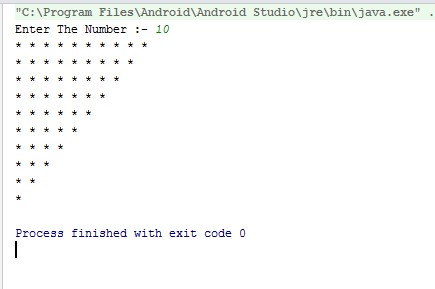 "C:\Program Files\Android\Android Studio\jre\bin\java.exe" .
Enter The Number :- 10
* * * * * * * * * *
* * * * * * * * *
* * * * * * * *
* * * * * * *
* * * * * *
* * * * *
* * * *
* * *
* *
*
Process finished with exit code 0